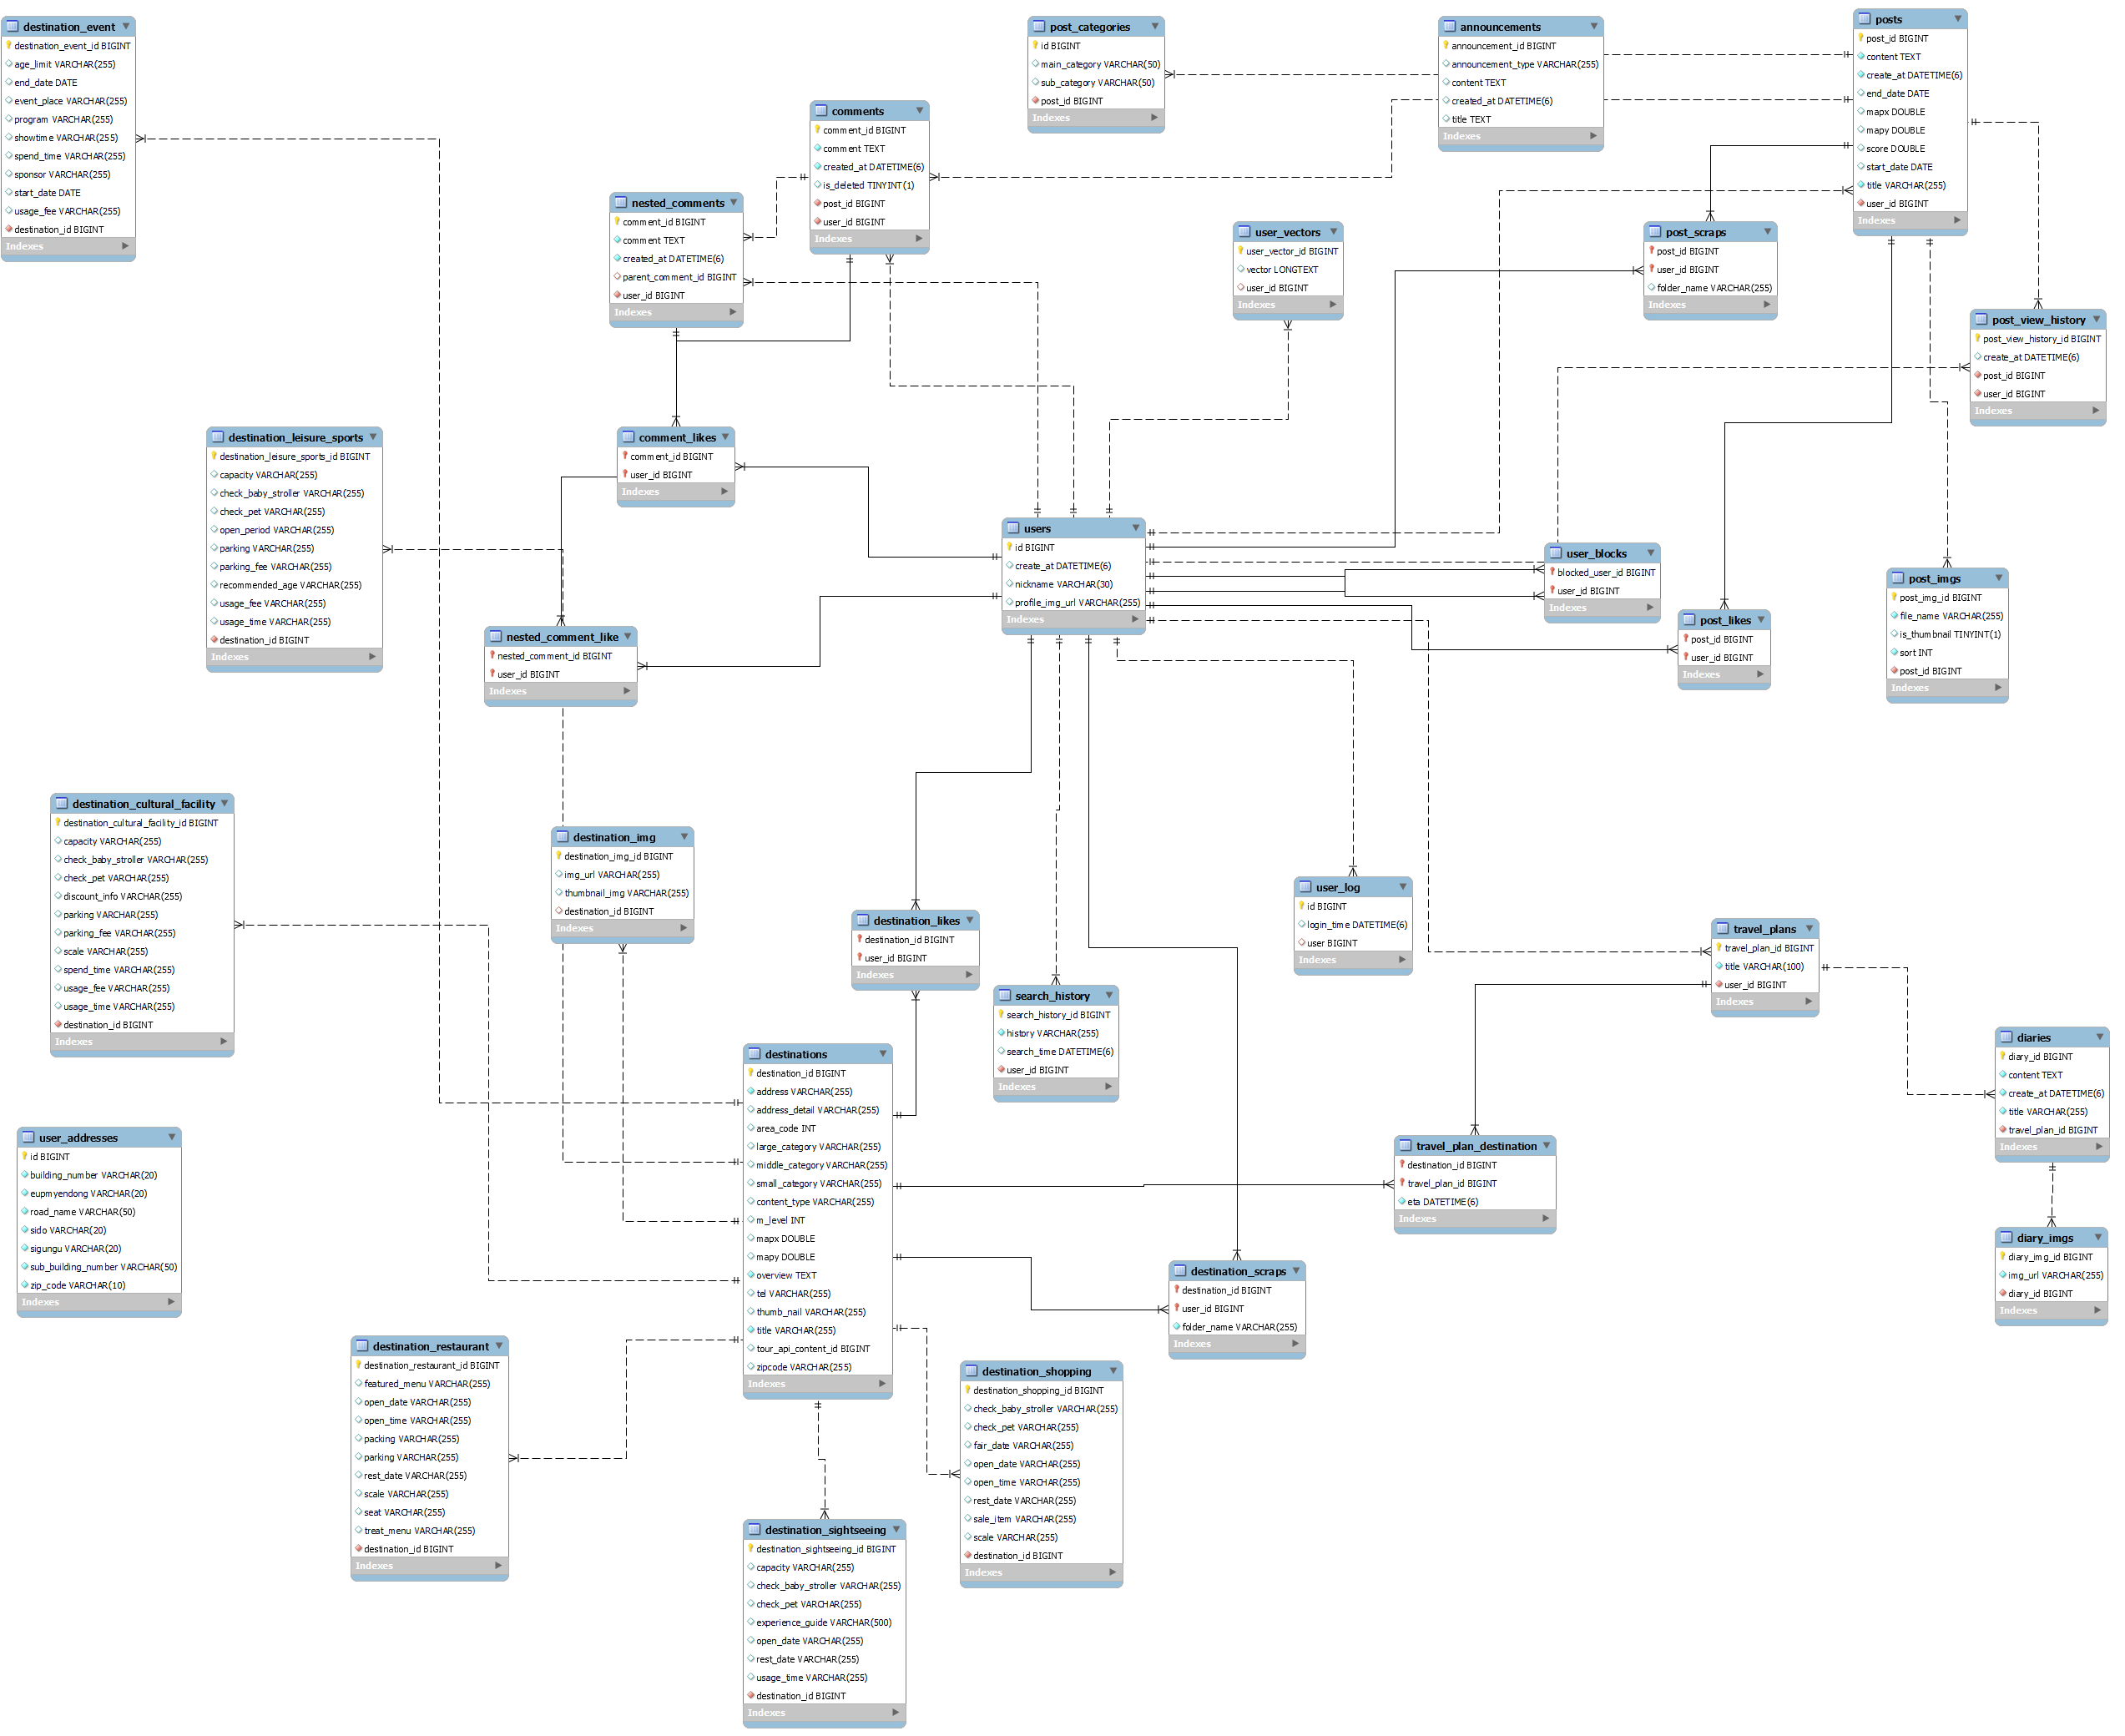 destination_event
destination_event_id BIGINT
age_limit VARCHAR(255)
end_date DATE
event_place VARCHAR(255)
program VARCHAR(255)
showtime VARCHAR(255)
spend_time VARCHAR(255)
sponsor VARCHAR(255)
start_date DATE
usage_fee VARCHAR(255)
destination_id BIGINT
Indexes
post_categories
id BIGINT
main_category VARCHAR(50)
sub_category VARCHAR(50)
post_id BIGINT
Indexes
announcements
announcement_id BIGINT
announcement_type VARCHAR(255)
content TEXT
created_at DATETIME(6)
title TEXT
Indexes
posts
post_id BIGINT
content TEXT
create_at DATETIME(6)
end_date DATE
mapx DOUBLE
mapy DOUBLE
score DOUBLE
start_date DATE
title VARCHAR(255)
user_id BIGINT
Indexes
comments
comment_id BIGINT
comment TEXT
created_at DATETIME(6)
is_deleted TINYINT(1)
post_id BIGINT
user_id BIGINT
Indexes
nested_comments
comment_id BIGINT
comment TEXT
created_at DATETIME(6)
parent_comment_id BIGINT
user_id BIGINT
Indexes
user_vectors
user_vector_id BIGINT
vector LONGTEXT
user_id BIGINT
Indexes
post_scraps
post_id BIGINT
user_id BIGINT
folder_name VARCHAR(255)
Indexes
post_view_history
post_view_history_id BIGINT
create_at DATETIME(6)
post_id BIGINT
user_id BIGINT
Indexes
destination_leisure_sports
destination_leisure_sports_id BIGINT
capacity VARCHAR(255)
check_baby_stroller VARCHAR(255)
check_pet VARCHAR(255)
open_period VARCHAR(255)
parking VARCHAR(255)
parking_fee VARCHAR(255)
recommended_age VARCHAR(255)
usage_fee VARCHAR(255)
usage_time VARCHAR(255)
destination_id BIGINT
Indexes
comment_likes
comment_id BIGINT
user_id BIGINT
Indexes
users
id BIGINT
create_at DATETIME(6)
nickname VARCHAR(30)
profile_img_url VARCHAR(255)
Indexes
user_blocks
blocked_user_id BIGINT
user_id BIGINT
Indexes
post_imgs
post_img_id BIGINT
file_name VARCHAR(255)
is_thumbnail TINYINT(1)
sort INT
post_id BIGINT
Indexes
post_likes
post_id BIGINT
user_id BIGINT
Indexes
nested_comment_like
nested_comment_id BIGINT
user_id BIGINT
Indexes
destination_cultural_facility
destination_cultural_facility_id BIGINT
capacity VARCHAR(255)
check_baby_stroller VARCHAR(255)
check_pet VARCHAR(255)
discount_info VARCHAR(255)
parking VARCHAR(255)
parking_fee VARCHAR(255)
scale VARCHAR(255)
spend_time VARCHAR(255)
usage_fee VARCHAR(255)
usage_time VARCHAR(255)
destination_id BIGINT
Indexes
destination_img
destination_img_id BIGINT
img_url VARCHAR(255)
thumbnail_img VARCHAR(255)
destination_id BIGINT
Indexes
destination_likes
destination_id BIGINT
user_id BIGINT
Indexes
user_log
id BIGINT
login_time DATETIME(6)
user BIGINT
Indexes
travel_plans
travel_plan_id BIGINT
title VARCHAR(100)
user_id BIGINT
Indexes
search_history
search_history_id BIGINT
history VARCHAR(255)
search_time DATETIME(6)
user_id BIGINT
Indexes
diaries
diary_id BIGINT
content TEXT
create_at DATETIME(6)
title VARCHAR(255)
travel_plan_id BIGINT
Indexes
destinations
destination_id BIGINT
address VARCHAR(255)
address_detail VARCHAR(255)
area_code INT
large_category VARCHAR(255)
middle_category VARCHAR(255)
small_category VARCHAR(255)
content_type VARCHAR(255)
m_level INT
mapx DOUBLE
mapy DOUBLE
overview TEXT
tel VARCHAR(255)
thumb_nail VARCHAR(255)
title VARCHAR(255)
tour_api_content_id BIGINT
zipcode VARCHAR(255)
Indexes
user_addresses
id BIGINT
building_number VARCHAR(20)
eupmyendong VARCHAR(20)
road_name VARCHAR(50)
sido VARCHAR(20)
sigungu VARCHAR(20)
sub_building_number VARCHAR(50)
zip_code VARCHAR(10)
Indexes
travel_plan_destination
destination_id BIGINT
travel_plan_id BIGINT
eta DATETIME(6)
Indexes
diary_imgs
diary_img_id BIGINT
img_url VARCHAR(255)
diary_id BIGINT
Indexes
destination_scraps
destination_id BIGINT
user_id BIGINT
folder_name VARCHAR(255)
Indexes
destination_restaurant
destination_restaurant_id BIGINT
featured_menu VARCHAR(255)
open_date VARCHAR(255)
open_time VARCHAR(255)
packing VARCHAR(255)
parking VARCHAR(255)
rest_date VARCHAR(255)
scale VARCHAR(255)
seat VARCHAR(255)
treat_menu VARCHAR(255)
destination_id BIGINT
Indexes
destination_shopping
destination_shopping_id BIGINT
check_baby_stroller VARCHAR(255)
check_pet VARCHAR(255)
fair_date VARCHAR(255)
open_date VARCHAR(255)
open_time VARCHAR(255)
rest_date VARCHAR(255)
sale_item VARCHAR(255)
scale VARCHAR(255)
destination_id BIGINT
Indexes
destination_sightseeing
destination_sightseeing_id BIGINT
capacity VARCHAR(255)
check_baby_stroller VARCHAR(255)
check_pet VARCHAR(255)
experience_guide VARCHAR(500)
open_date VARCHAR(255)
rest_date VARCHAR(255)
usage_time VARCHAR(255)
destination_id BIGINT
Indexes